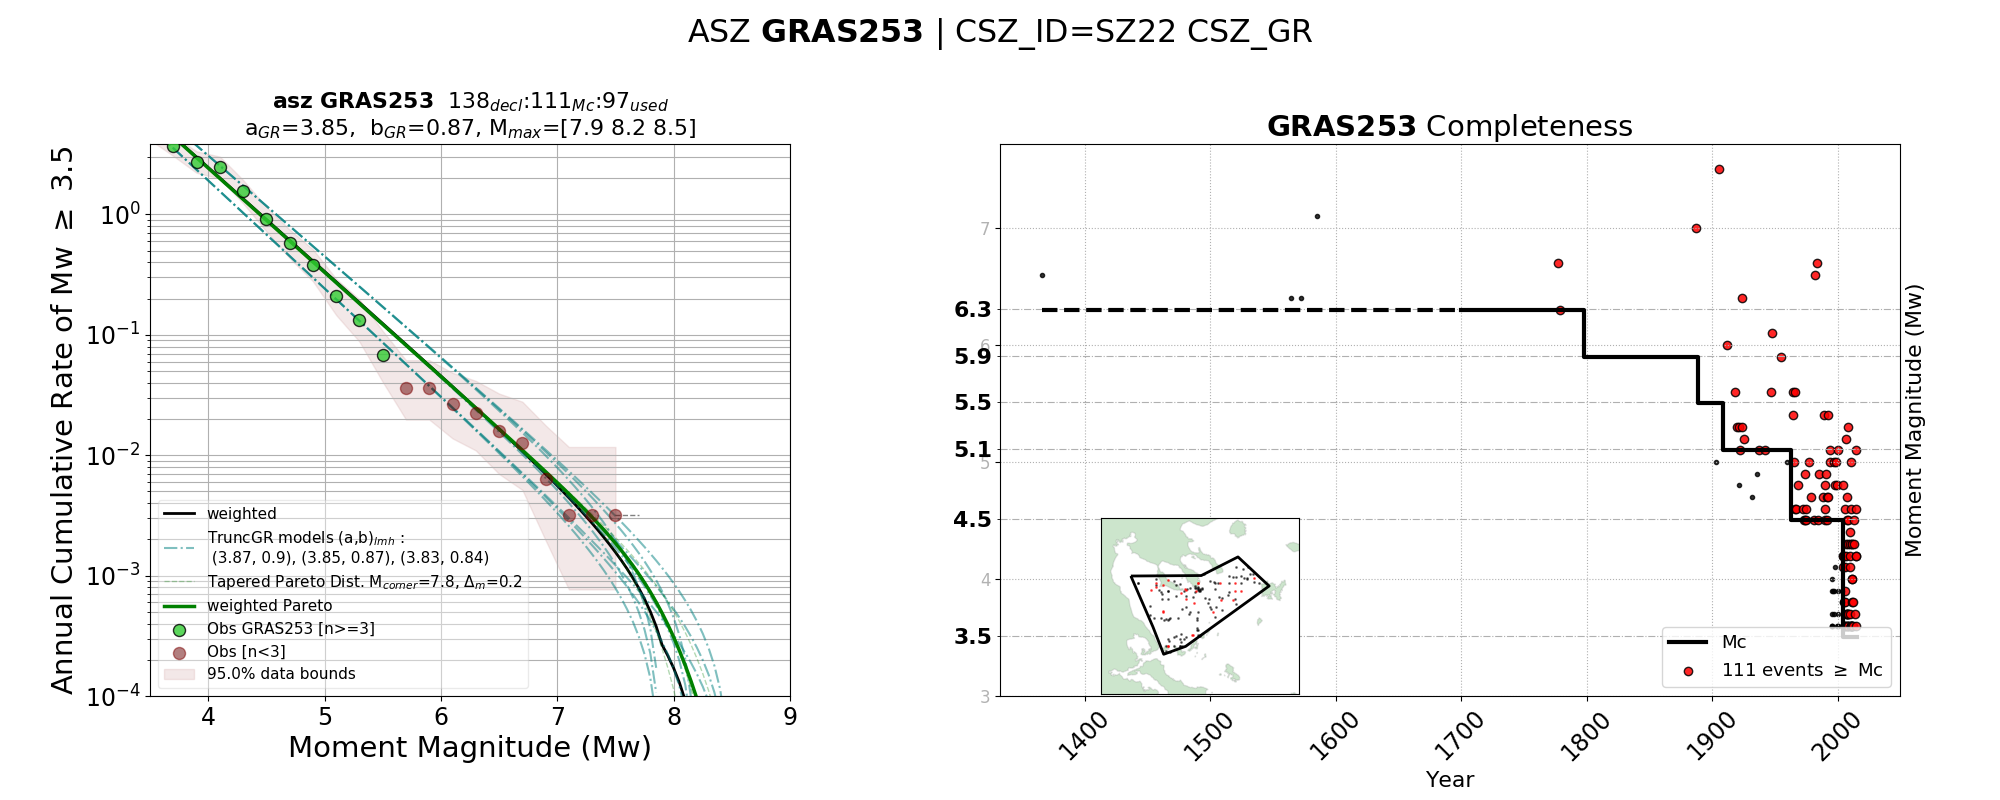 ASZ GRAS253 | CSZ_ID=SZ22 CSZ_GR
asz GRAS253 138decl:111Mc:97used
aGR=3.85, bGR=0.87, Mmax=[7.9 8.2 8.5]
Annual Cumulative Rate of Mw ≥ 3.5
10^0
10^−1
10^−2
10^−3
10^−4
weighted
TruncGR models (a,b)lmh :
(3.87, 0.9), (3.85, 0.87), (3.83, 0.84)
Tapered Pareto Dist. Mcorner=7.8, Δm=0.2
weighted Pareto
Obs GRAS253 [n>=3]
Obs [n<3]
95.0% data bounds
4 5 6 7 8 9
Moment Magnitude (Mw)
GRAS253 Completeness
7
6.3
6
5.9
5.5
5.1
5
4.5
4
3.5
3
Moment Magnitude (Mw)
Mc
111 events ≥ Mc
1400 1500 1600 1700 1800 1900 2000
Year